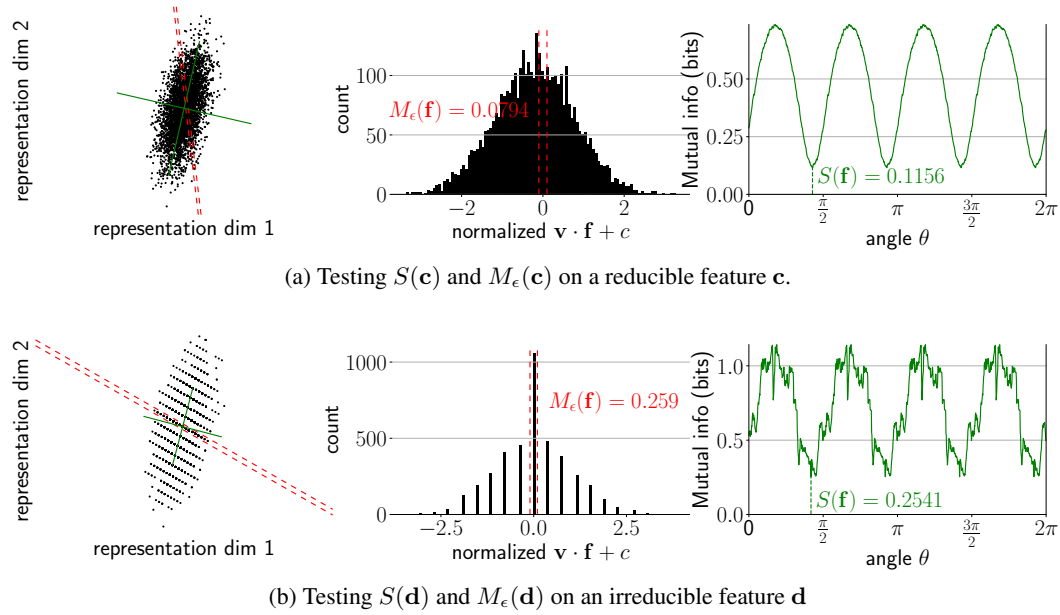 representation dim 2
representation dim 1
count
100
50
0
M_ϵ(f) = 0.0794
−2
0
2
normalized v · f + c
Mutual info (bits)
0.50
0.25
0.00
S(f) = 0.1156
0
π/2
π
3π/2
2π
angle θ
(a) Testing S(c) and M_ϵ(c) on a reducible feature c.
representation dim 2
representation dim 1
count
1000
500
0
M_ϵ(f) = 0.259
−2.5
0.0
2.5
normalized v · f + c
Mutual info (bits)
1.0
0.5
0.0
S(f) = 0.2541
0
π/2
π
3π/2
2π
angle θ
(b) Testing S(d) and M_ϵ(d) on an irreducible feature d